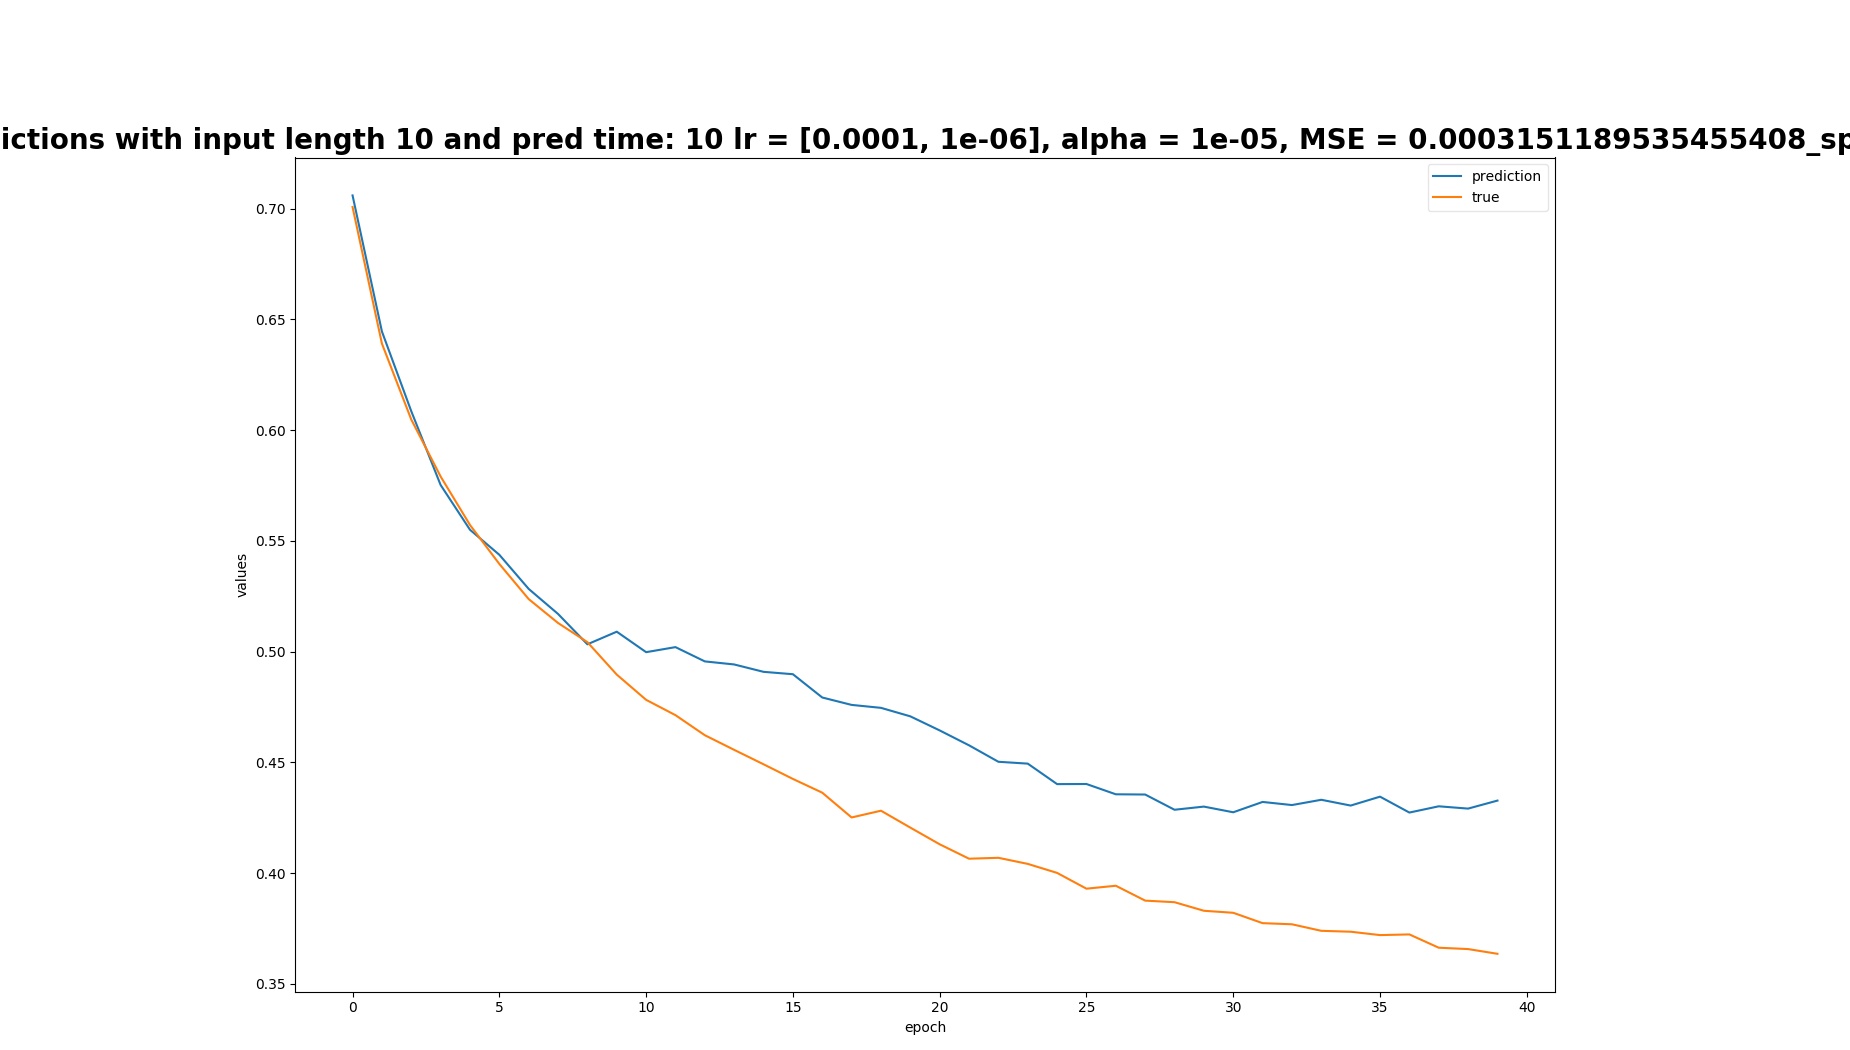 ictions with input length 10 and pred time: 10 lr = [0.0001, 1e-06], alpha = 1e-05, MSE = 0.0003151189535455408_sp
prediction
true
0.70
0.65
0.60
0.55
0.50
0.45
0.40
0.35
values
0 5 10 15 20 25 30 35 40
epoch